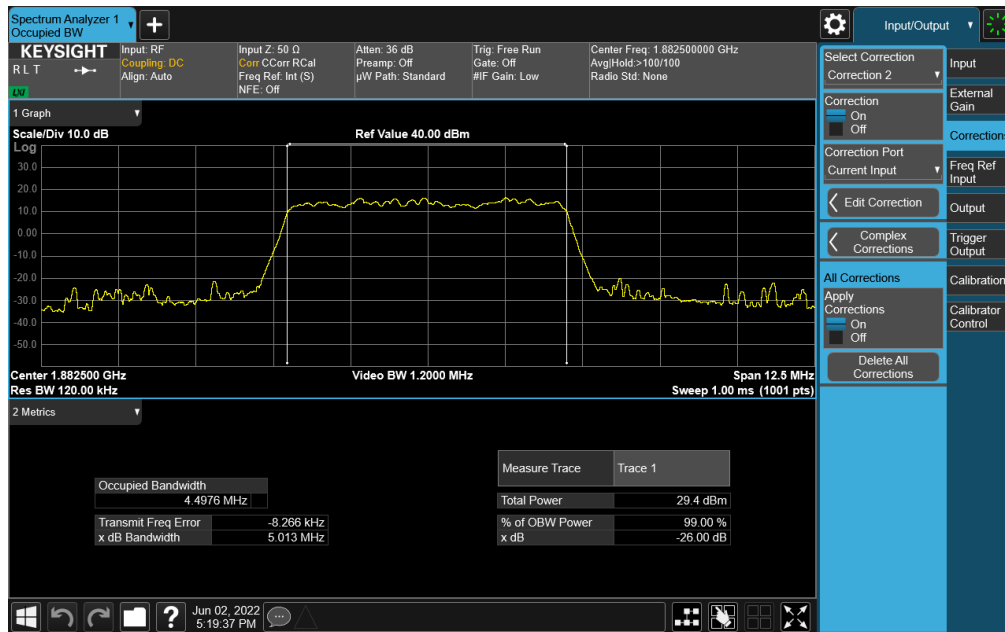 Spectrum Analyzer 1
Occupied BW
Input/Output
KEYSIGHT
R L T
LXI
Input: RF
Coupling: DC
Align: Auto
Input Z: 50 Ω
Corr CCorr RCal
Freq Ref: Int (S)
NFE: Off
Atten: 36 dB
Preamp: Off
µW Path: Standard
Trig: Free Run
Gate: Off
#IF Gain: Low
Center Freq: 1.882500000 GHz
Avg|Hold:>100/100
Radio Std: None
1 Graph
Scale/Div 10.0 dB
Ref Value 40.00 dBm
Log
30.0
20.0
10.0
0.00
-10.0
-20.0
-30.0
-40.0
-50.0
Center 1.882500 GHz
Video BW 1.2000 MHz
Span 12.5 MHz
Res BW 120.00 kHz
Sweep 1.00 ms (1001 pts)
2 Metrics
Occupied Bandwidth
4.4976 MHz
Transmit Freq Error -8.266 kHz
x dB Bandwidth 5.013 MHz
Measure Trace Trace 1
Total Power 29.4 dBm
% of OBW Power 99.00 %
x dB -26.00 dB
Select Correction
Correction 2
Correction
On
Off
Correction Port
Current Input
Edit Correction
Complex
Corrections
All Corrections
Apply
Corrections
On
Off
Delete All
Corrections
Input
External
Gain
Corrections
Freq Ref
Input
Output
Trigger
Output
Calibration
Calibrator
Control
?
Jun 02, 2022
5:19:37 PM